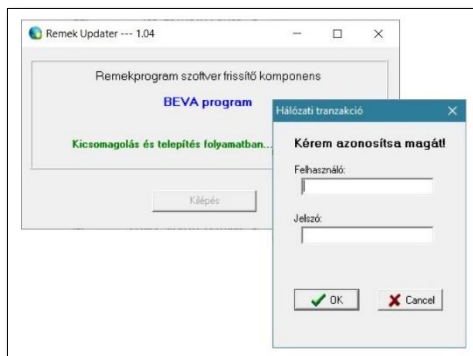 Remek Updater --- 1.04
Remekprogram szoftver frissítő komponens
BEVA program
Kicsomagolás és telepítés folyamatban...
Kilépés
Hálózati tranzakció
Kérem azonosítsa magát!
Felhasználó:
Jelszó:
OK
Cancel